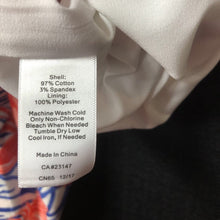 Shell:
97% Cotton
3% Spandex
Lining:
100% Polyester
Machine Wash Cold
Only Non-Chlorine
Bleach When Needed
Tumble Dry Low
Cool Iron, If Needed
Made In China
CA#23147
CN65 12/17